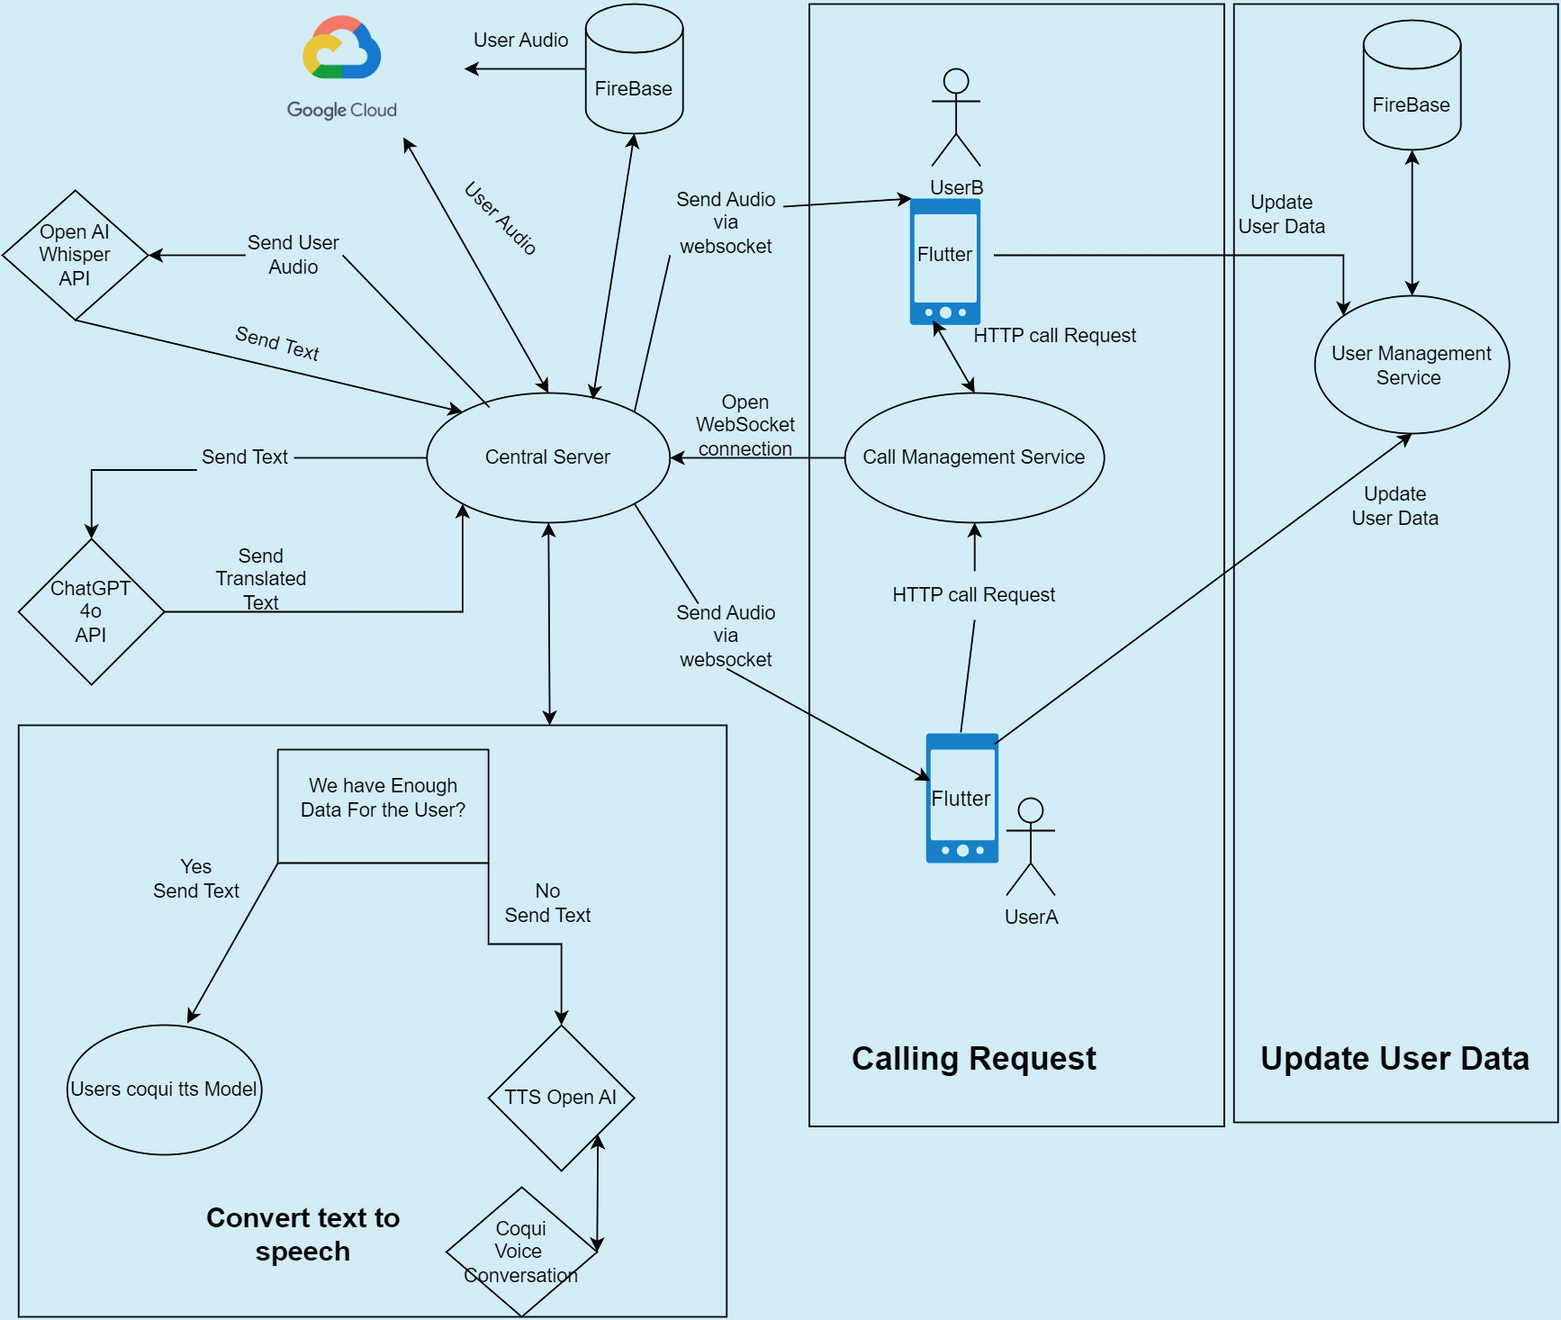 User Audio
FireBase
Google Cloud
User Audio
Open AI
Whisper
API
Send User
Audio
Send Text
Send Audio
via
websocket
UserB
Flutter
HTTP call Request
Update
User Data
FireBase
User Management
Service
Open
WebSocket
connection
Central Server
Call Management Service
Send Text
Update
User Data
Send
Translated
Text
ChatGPT
4o
API
HTTP call Request
Send Audio
via
websocket
Flutter
UserA
We have Enough
Data For the User?
Yes
Send Text
No
Send Text
Users coqui tts Model
TTS Open AI
Calling Request
Update User Data
Convert text to
speech
Coqui
Voice
Conversation